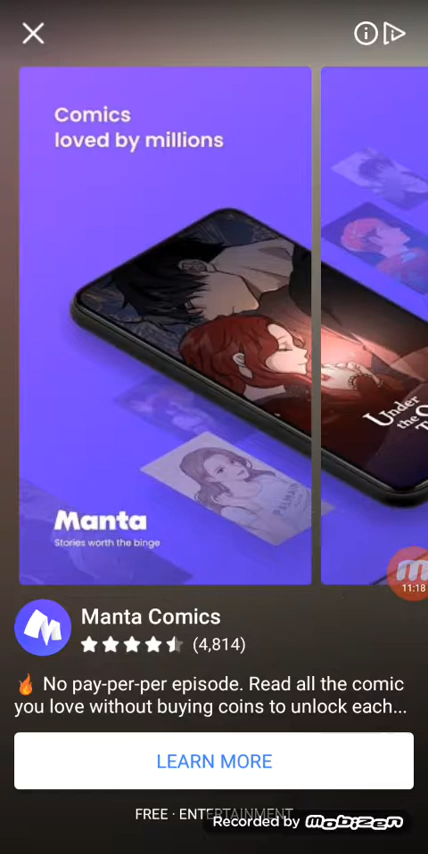 Comics
loved by millions
Under
the
Manta
Stories worth the binge
11:18
Manta Comics
(4,814)
🔥 No pay-per-per episode. Read all the comic
you love without buying coins to unlock each...
LEARN MORE
FREE · ENTERTAINMENT
Recorded by mobizen